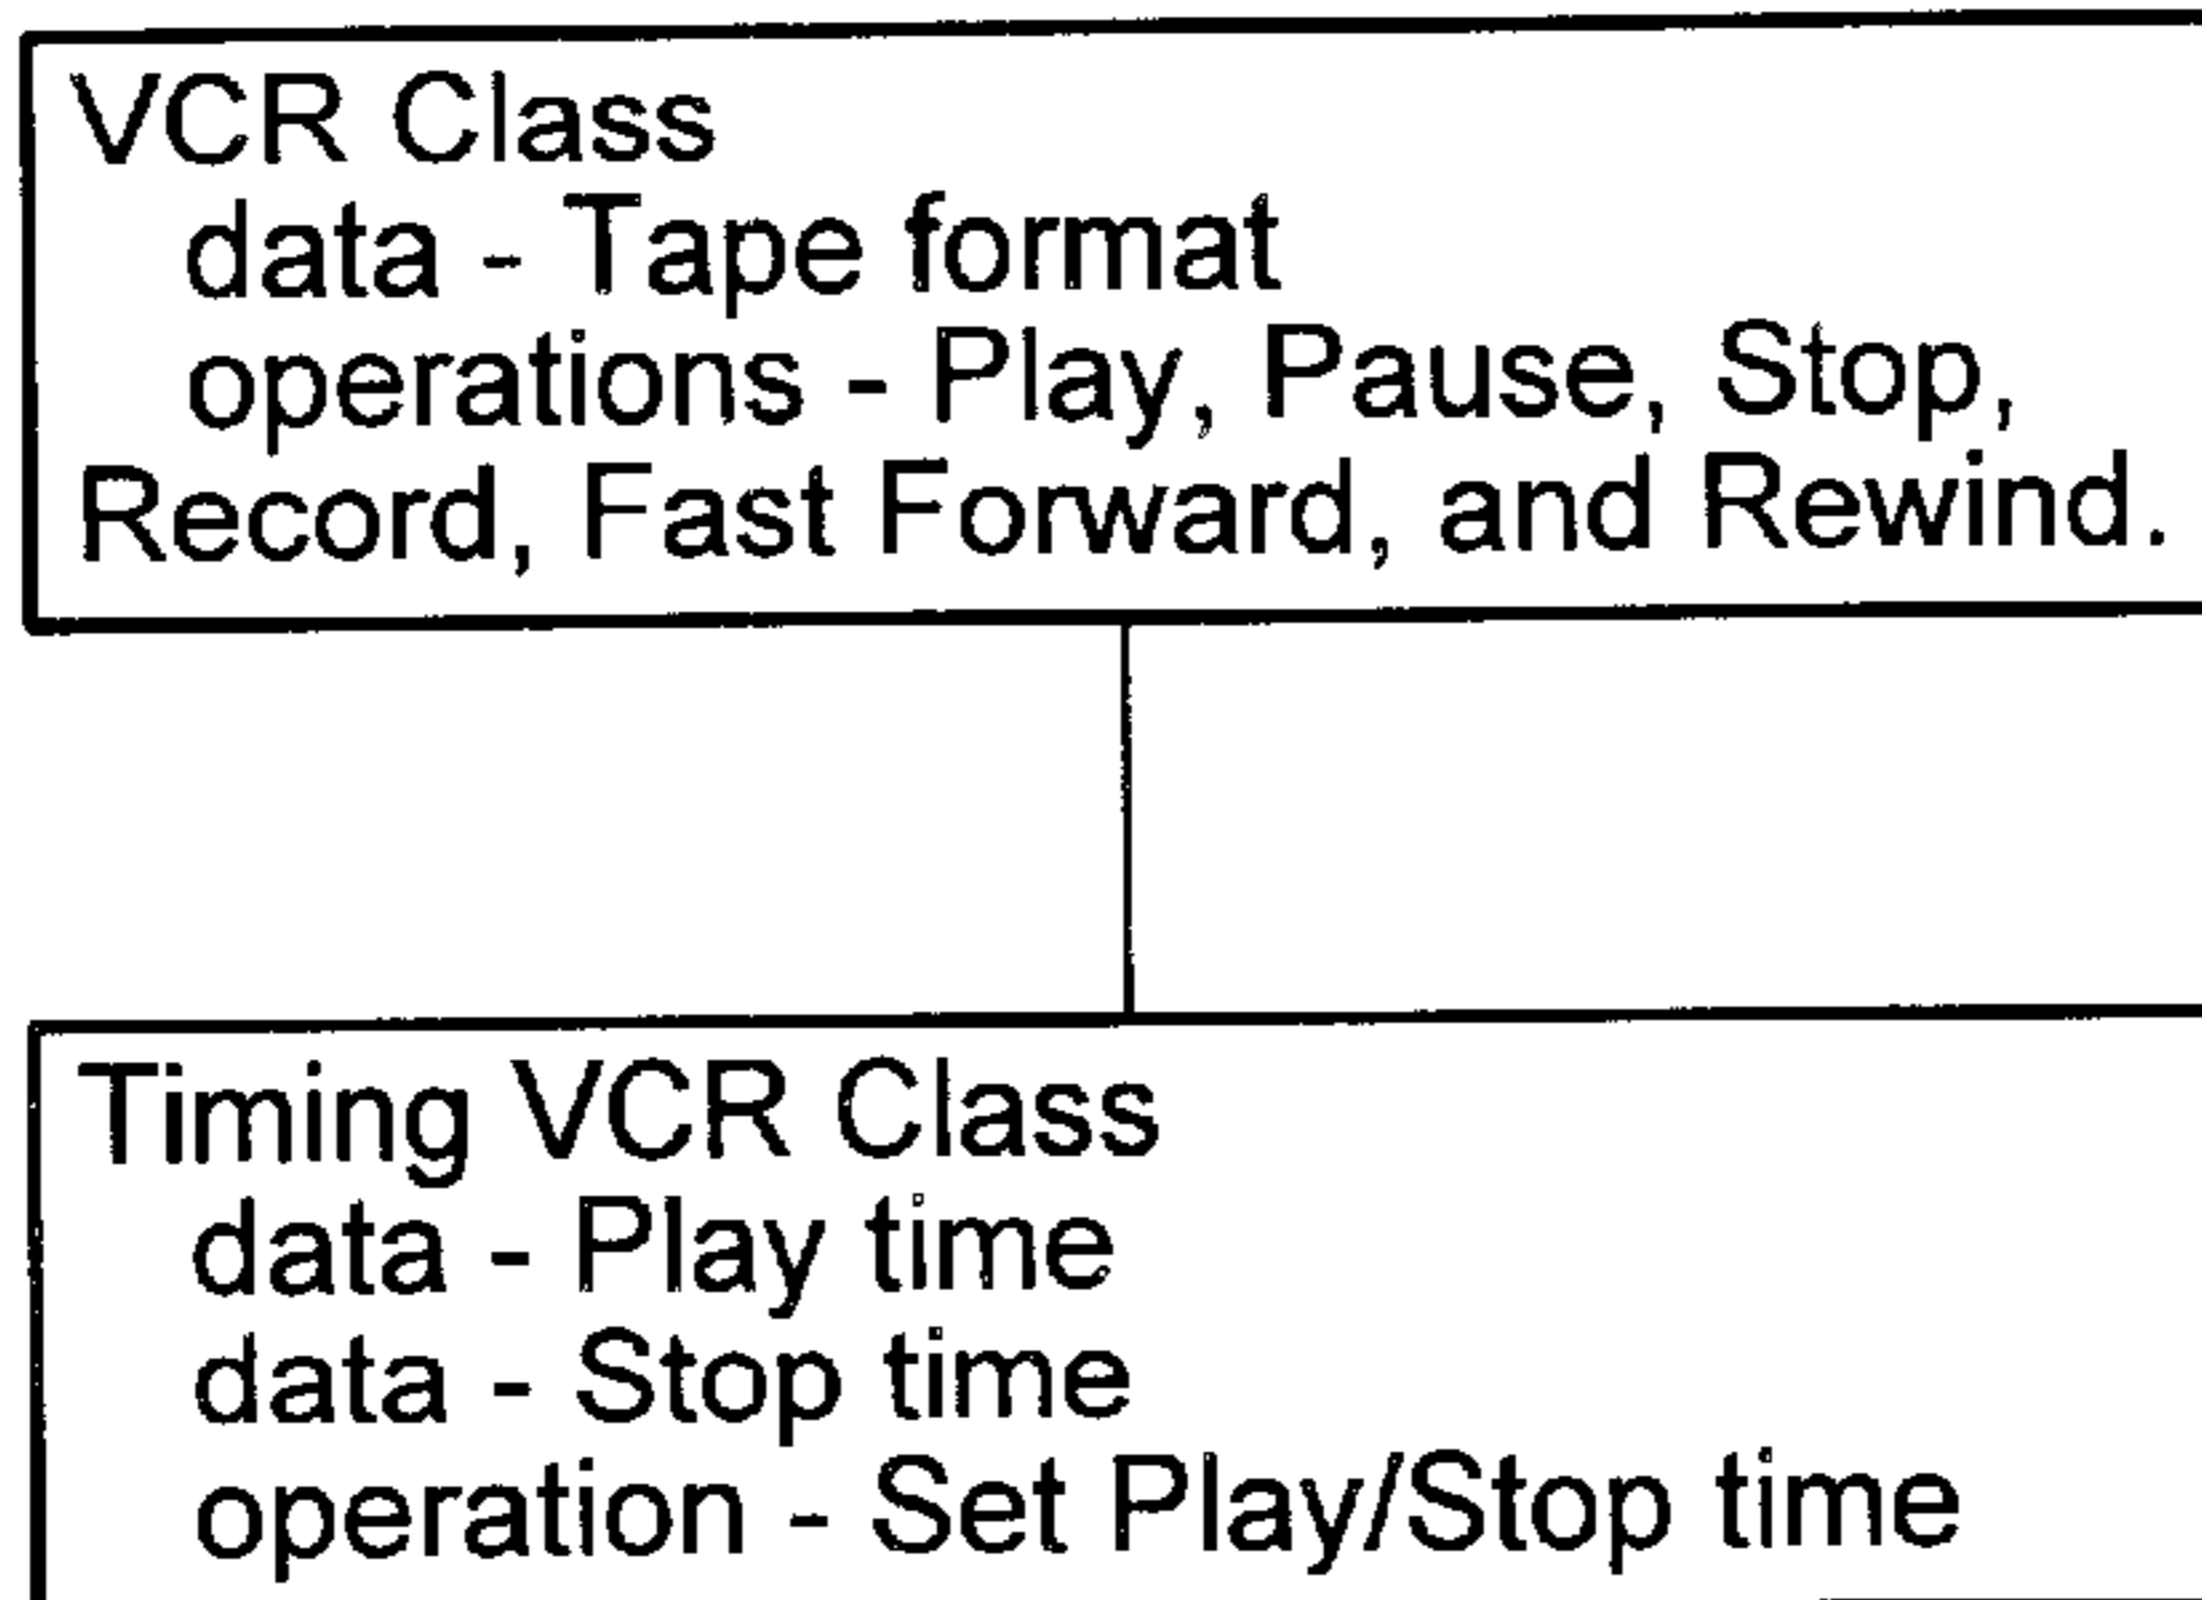 VCR Class
data - Tape format
operations - Play, Pause, Stop,
Record, Fast Forward, and Rewind.
Timing VCR Class
data - Play time
data - Stop time
operation - Set Play/Stop time